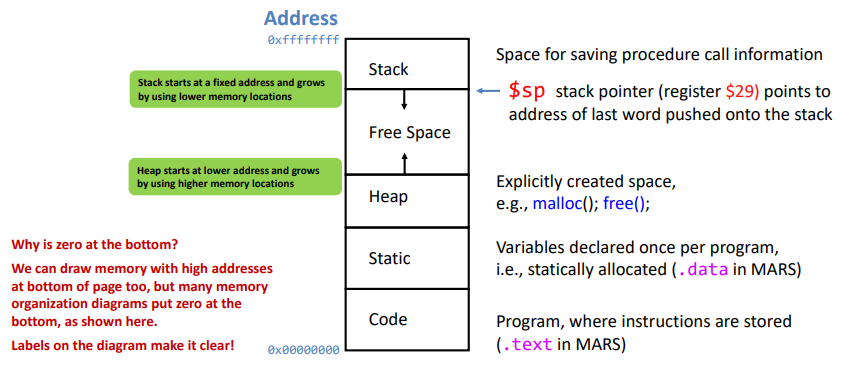 Address
0xffffffff
Stack
Space for saving procedure call information
Stack starts at a fixed address and grows
by using lower memory locations
$sp stack pointer (register $29) points to
address of last word pushed onto the stack
Free Space
Heap starts at lower address and grows
by using higher memory locations
Heap
Explicitly created space,
e.g., malloc(); free();
Why is zero at the bottom?
We can draw memory with high addresses
at bottom of page too, but many memory
organization diagrams put zero at the
bottom, as shown here.
Labels on the diagram make it clear!
Static
Variables declared once per program,
i.e., statically allocated (.data in MARS)
Code
Program, where instructions are stored
(.text in MARS)
0x00000000